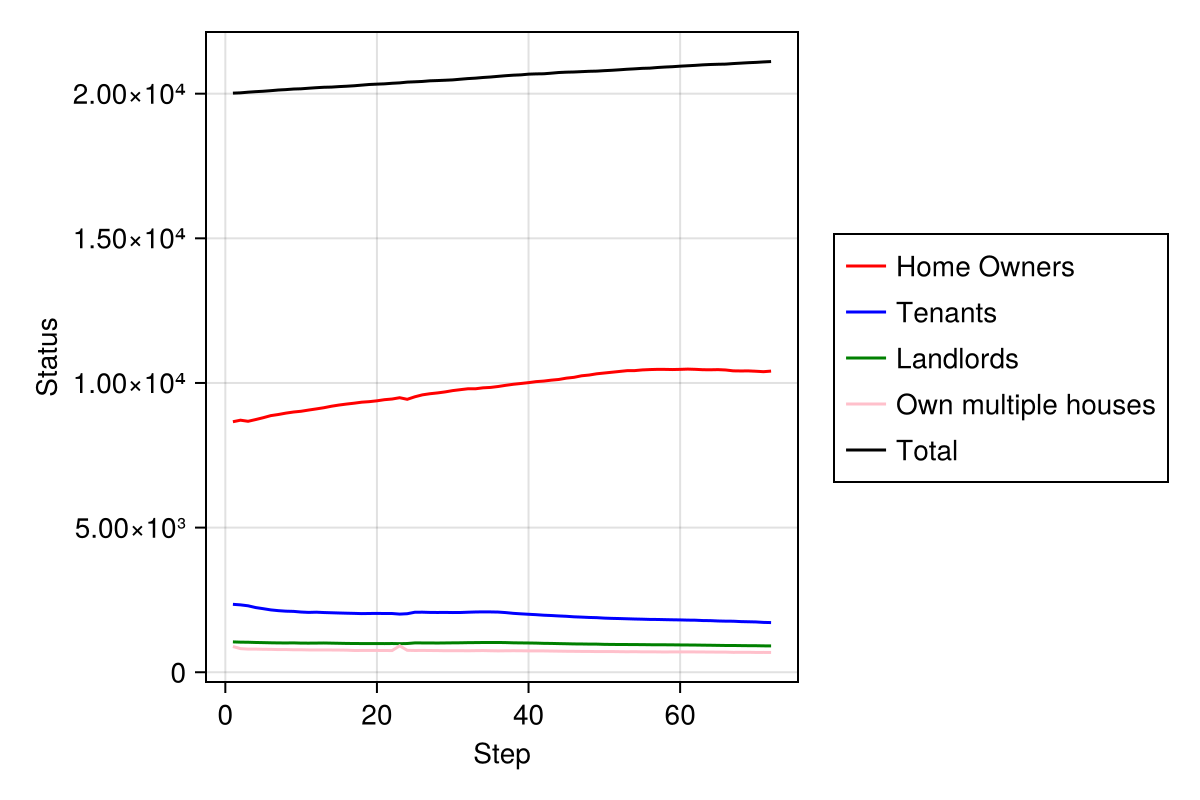 2.00×10⁴
1.50×10⁴
1.00×10⁴
5.00×10³
0
Status
0 20 40 60
Step
Home Owners
Tenants
Landlords
Own multiple houses
Total